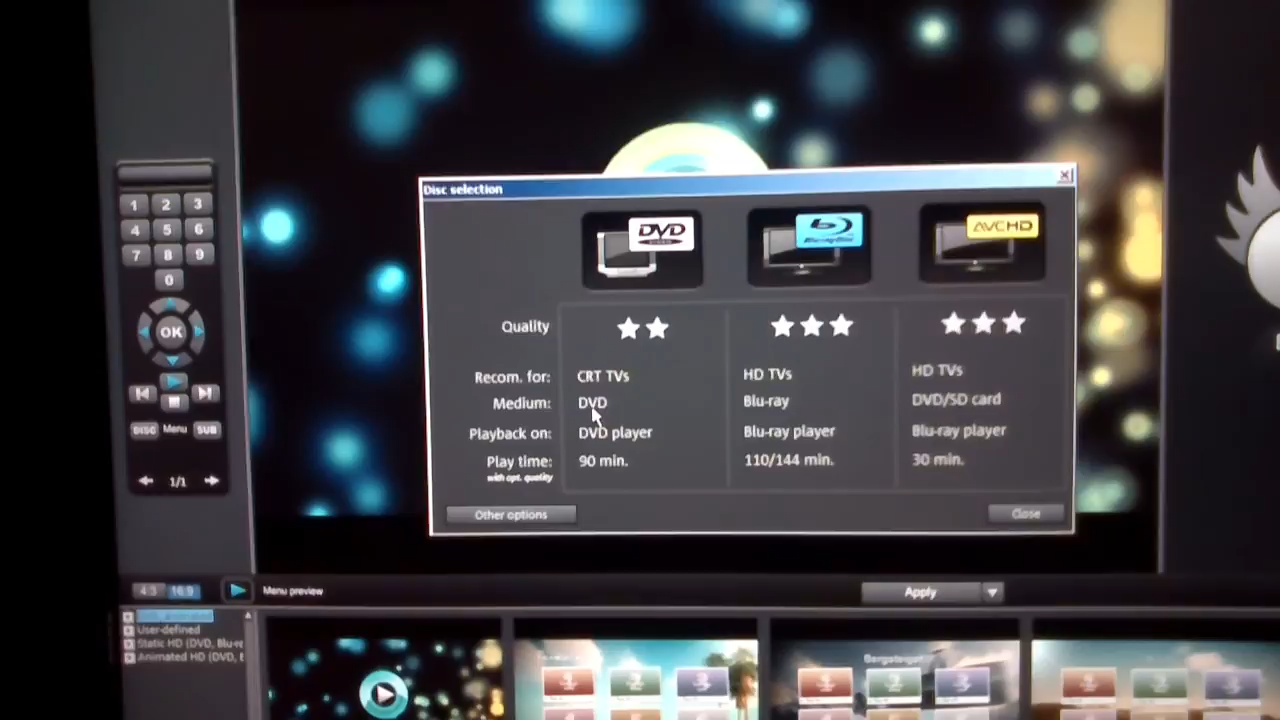 Disc selection
DVD
Blu-ray Disc
AVCHD
Quality
Recom. for: CRT TVs HD TVs HD TVs
Medium: DVD Blu-ray DVD/SD card
Playback on: DVD player Blu-ray player Blu-ray player
Play time: 90 min. 110/144 min. 30 min.
with opt. quality
Other options Close
1 2 3
4 5 6
7 8 9
0
OK
DISC Menu SUB
1/1
4:3 16:9 Menu preview Apply
User-defined
Static HD (DVD, Blu-re
Animated HD (DVD, B